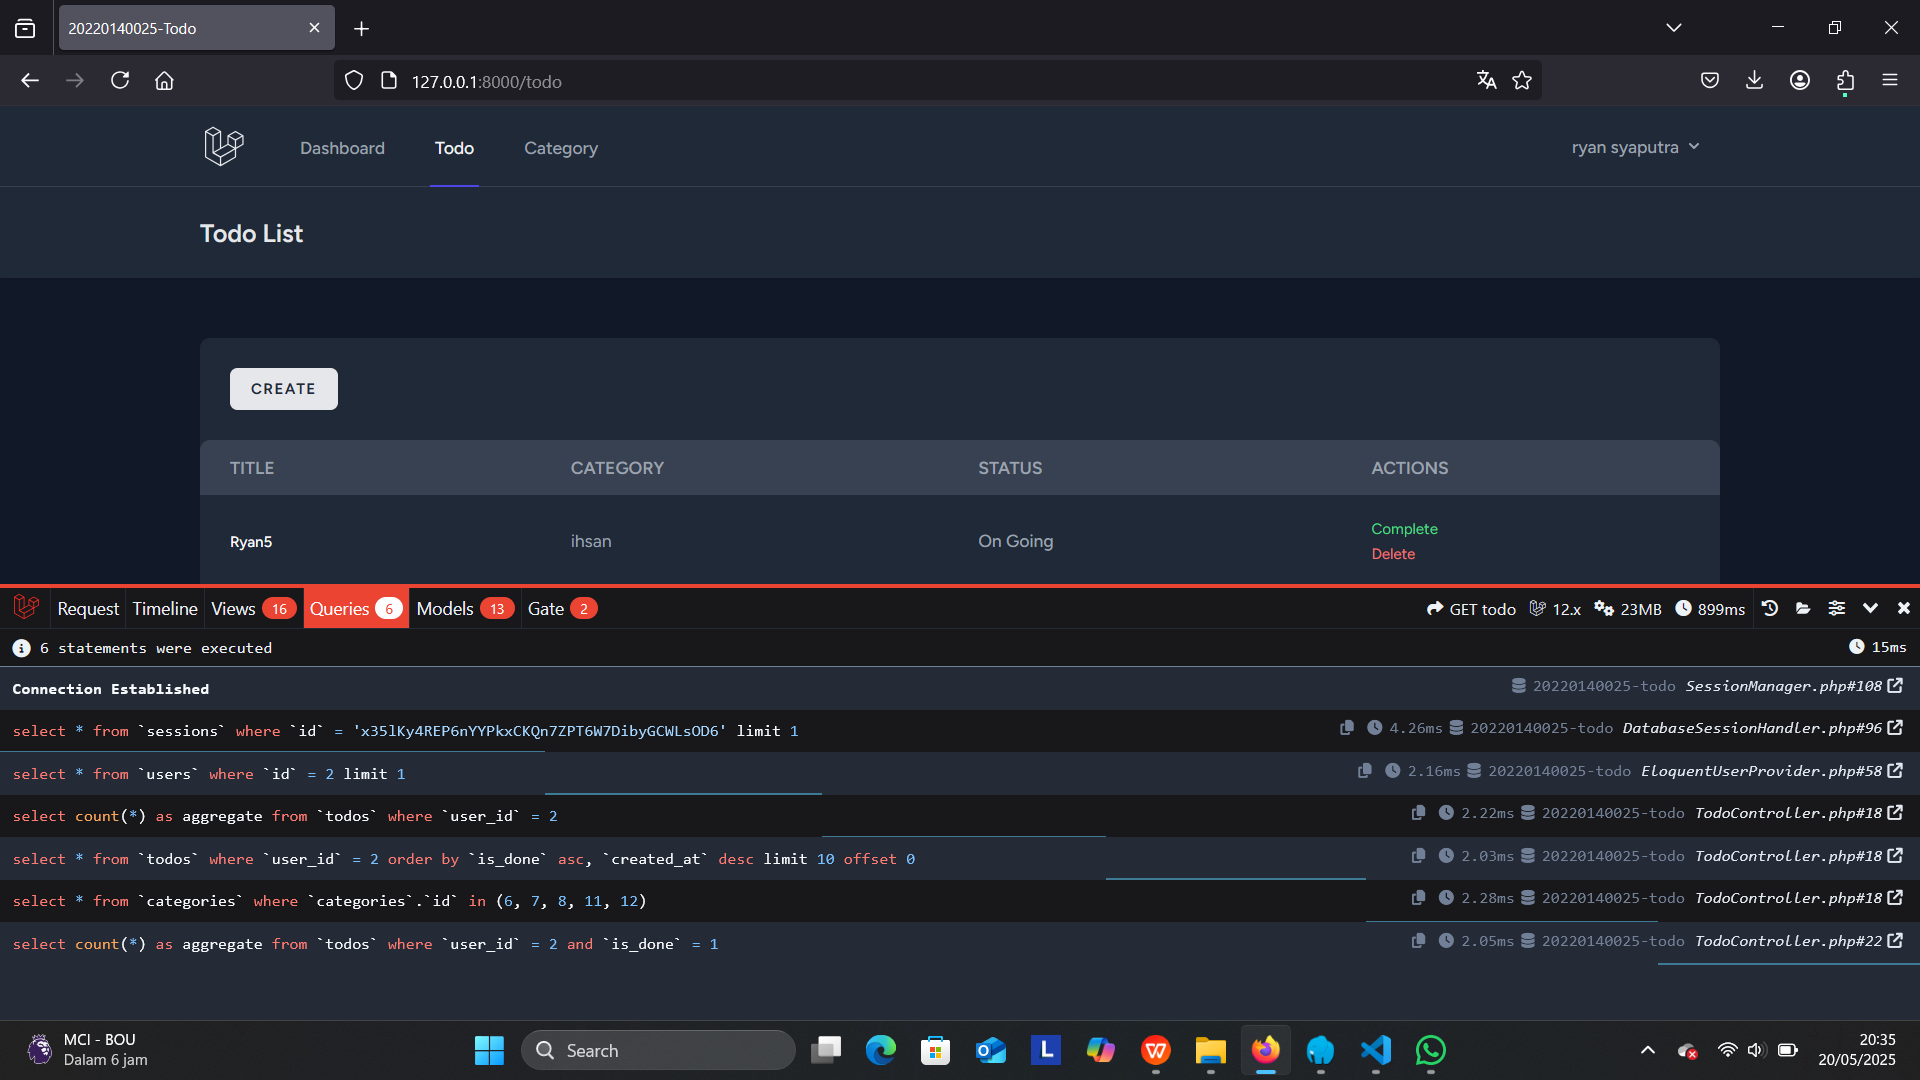 20220140025-Todo
127.0.0.1:8000/todo
Dashboard Todo Category ryan syaputra
Todo List
CREATE
TITLE CATEGORY STATUS ACTIONS
Ryan5 ihsan On Going Complete
Delete
Request Timeline Views 16 Queries 6 Models 13 Gate 2 GET todo 12.x 23MB 899ms
6 statements were executed 15ms
Connection Established 20220140025-todo SessionManager.php#108
select * from `sessions` where `id` = 'x35lKy4REP6nYYPkxCKQn7ZPT6W7DibyGCWLsOD6' limit 1 4.26ms 20220140025-todo DatabaseSessionHandler.php#96
select * from `users` where `id` = 2 limit 1 2.16ms 20220140025-todo EloquentUserProvider.php#58
select count(*) as aggregate from `todos` where `user_id` = 2 2.22ms 20220140025-todo TodoController.php#18
select * from `todos` where `user_id` = 2 order by `is_done` asc, `created_at` desc limit 10 offset 0 2.03ms 20220140025-todo TodoController.php#18
select * from `categories` where `categories`.`id` in (6, 7, 8, 11, 12) 2.28ms 20220140025-todo TodoController.php#18
select count(*) as aggregate from `todos` where `user_id` = 2 and `is_done` = 1 2.05ms 20220140025-todo TodoController.php#22
MCI - BOU
Dalam 6 jam
Search
20:35
20/05/2025